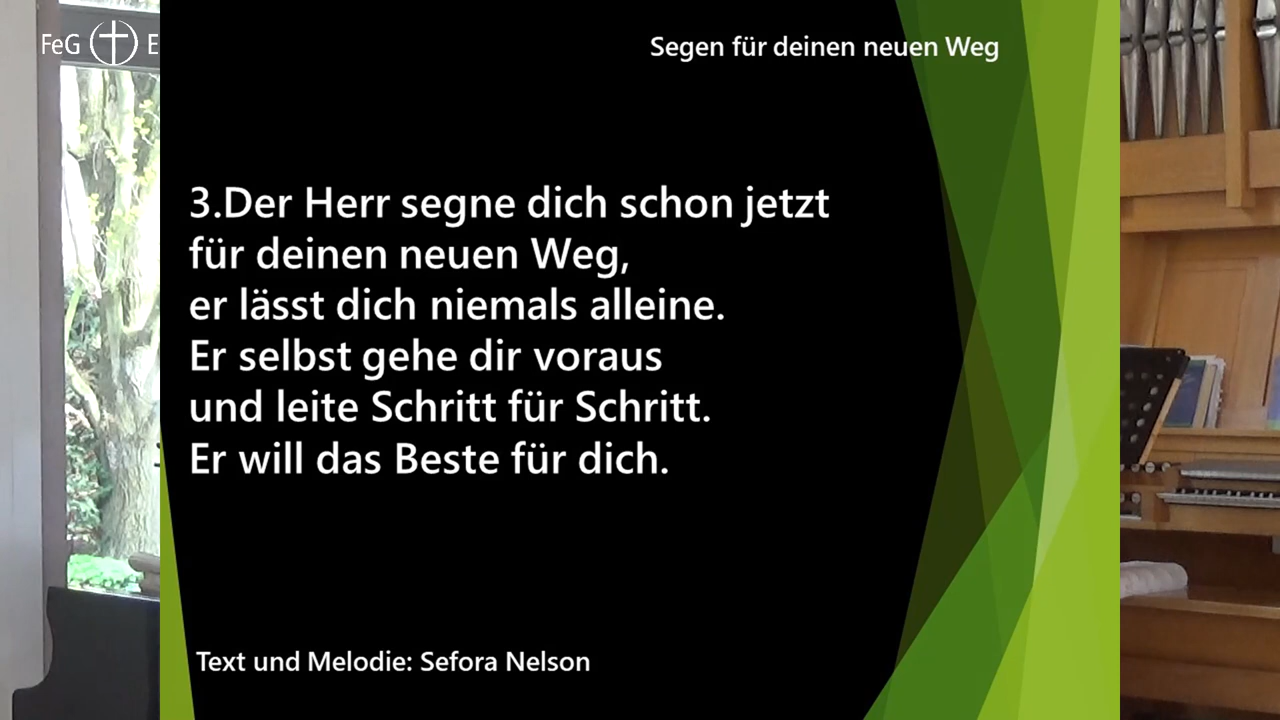 FeG E
Segen für deinen neuen Weg
3.Der Herr segne dich schon jetzt
für deinen neuen Weg,
er lässt dich niemals alleine.
Er selbst gehe dir voraus
und leite Schritt für Schritt.
Er will das Beste für dich.
Text und Melodie: Sefora Nelson